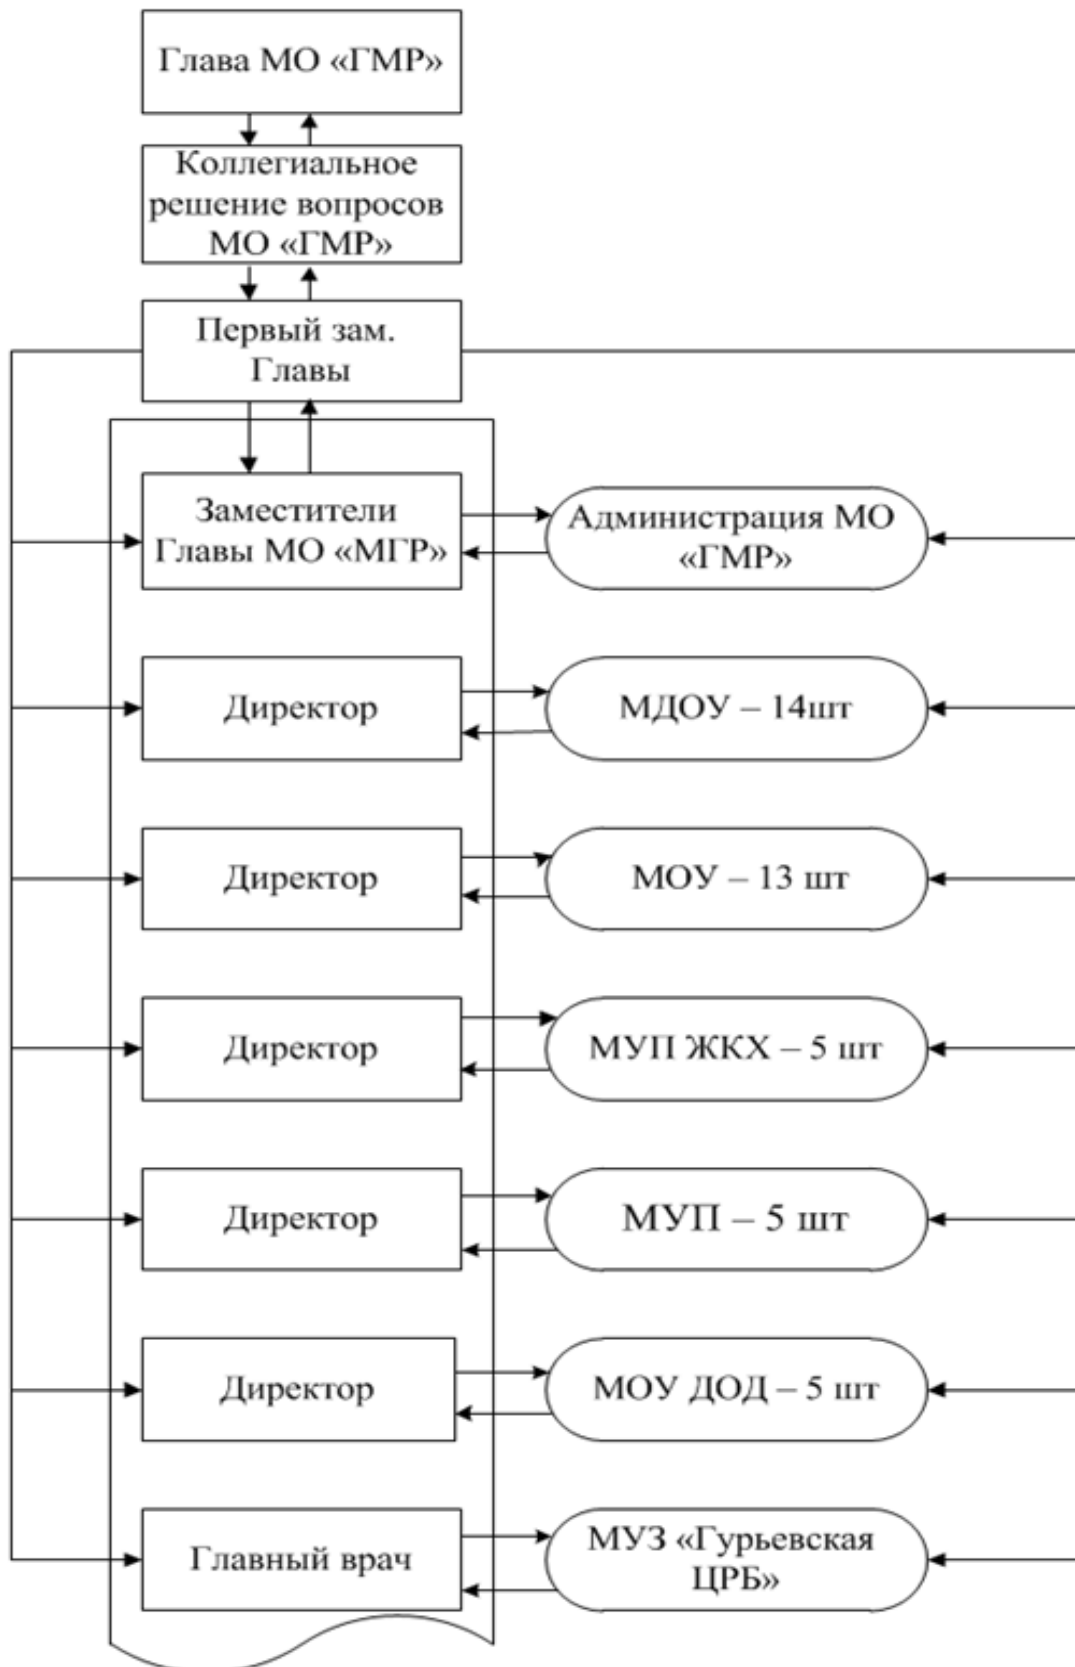 Глава МО «ГМР»
Коллегиальное
решение вопросов
МО «ГМР»
Первый зам.
Главы
Заместители
Главы МО «МГР»
Администрация МО
«ГМР»
Директор
МДОУ – 14шт
Директор
МОУ – 13 шт
Директор
МУП ЖКХ – 5 шт
Директор
МУП – 5 шт
Директор
МОУ ДОД – 5 шт
Главный врач
МУЗ «Гурьевская
ЦРБ»